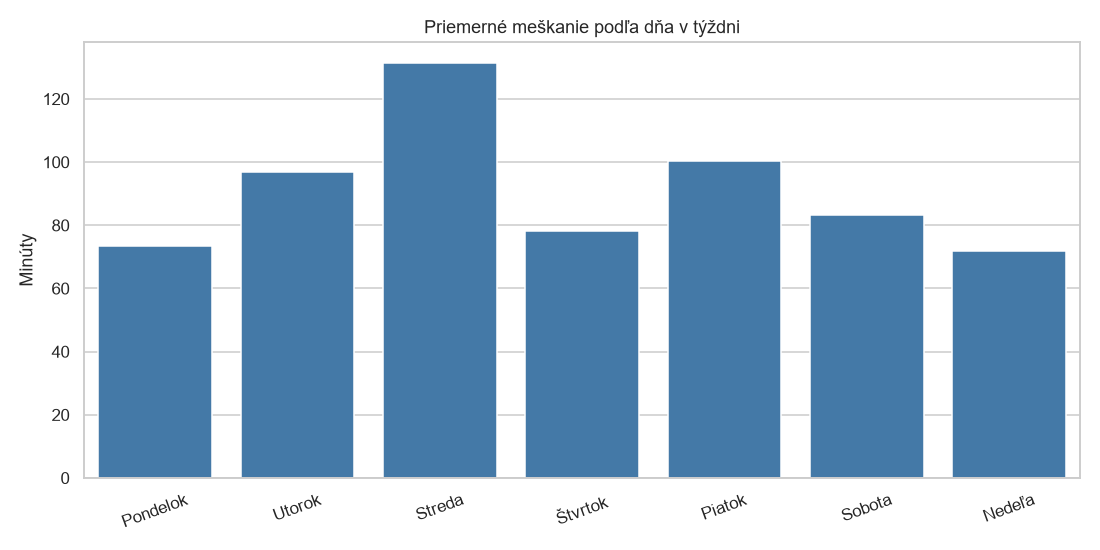 Priemerné meškanie podľa dňa v týždni
Minúty
120
100
80
60
40
20
0
Pondelok
Utorok
Streda
Štvrtok
Piatok
Sobota
Nedeľa